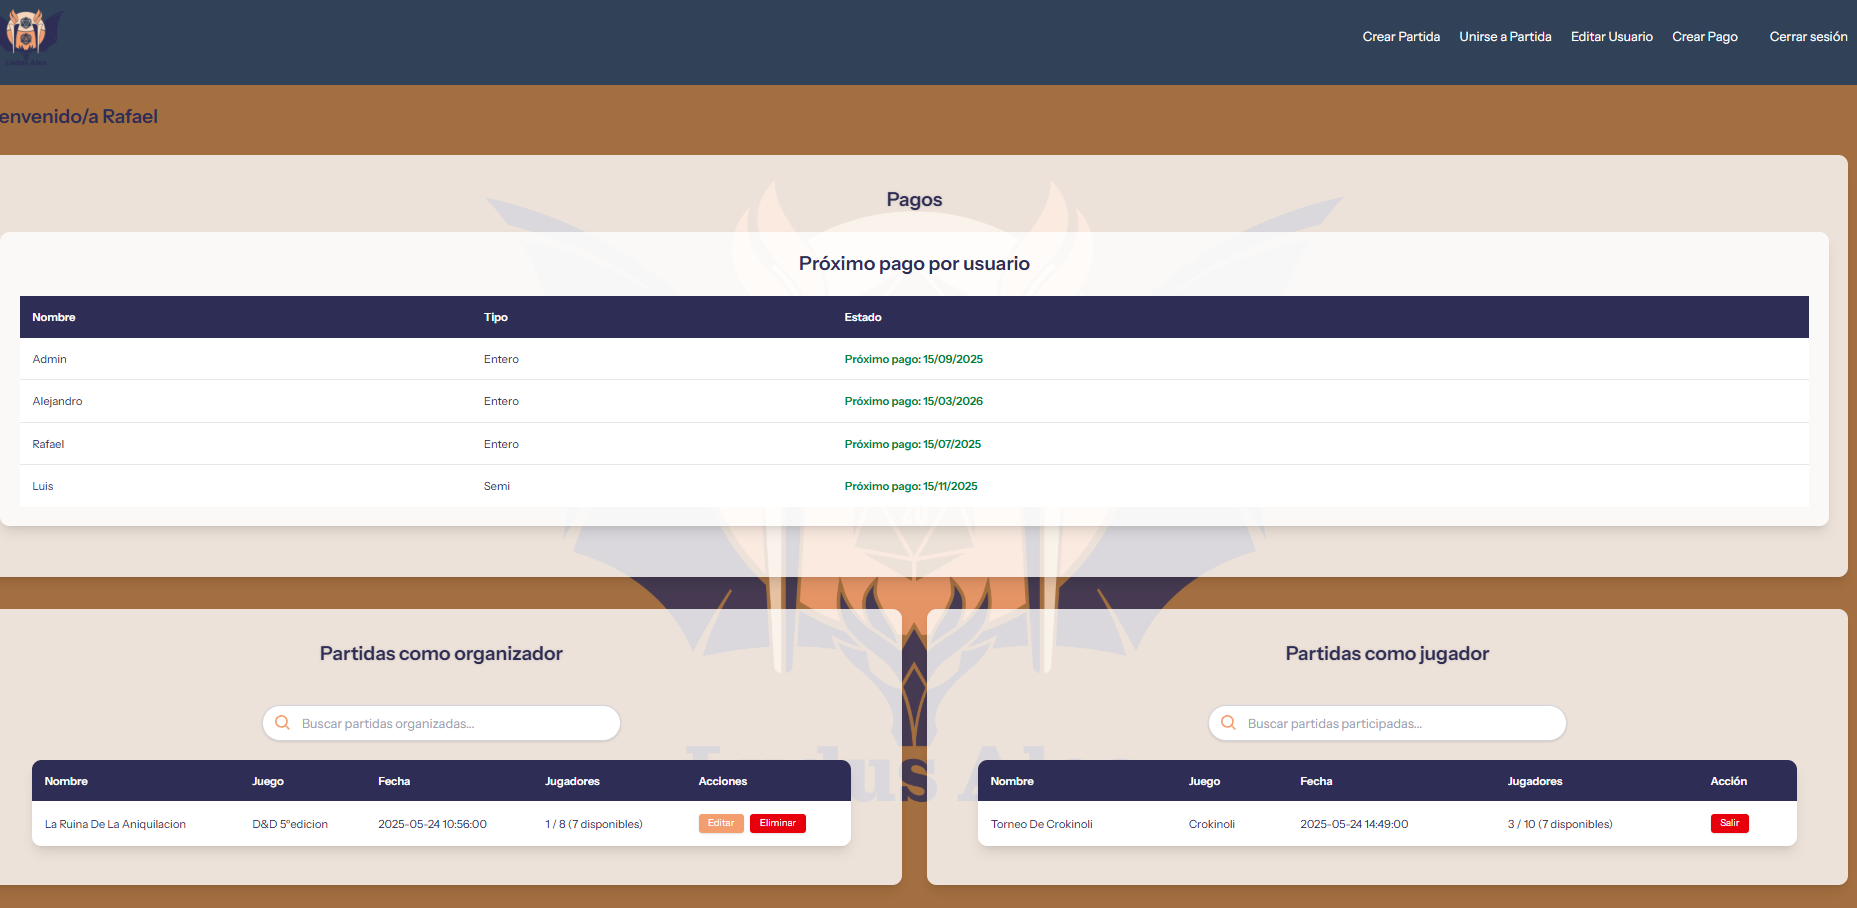 Ludus Alea
Crear Partida Unirse a Partida Editar Usuario Crear Pago Cerrar sesión
envenido/a Rafael
Pagos
Próximo pago por usuario
Nombre Tipo Estado
Admin Entero Próximo pago: 15/09/2025
Alejandro Entero Próximo pago: 15/03/2026
Rafael Entero Próximo pago: 15/07/2025
Luis Semi Próximo pago: 15/11/2025
Partidas como organizador
Buscar partidas organizadas...
Nombre Juego Fecha Jugadores Acciones
La Ruina De La Aniquilacion D&D 5ºedicion 2025-05-24 10:56:00 1 / 8 (7 disponibles) Editar Eliminar
Partidas como jugador
Buscar partidas participadas...
Nombre Juego Fecha Jugadores Acción
Torneo De Crokinoli Crokinoli 2025-05-24 14:49:00 3 / 10 (7 disponibles) Salir